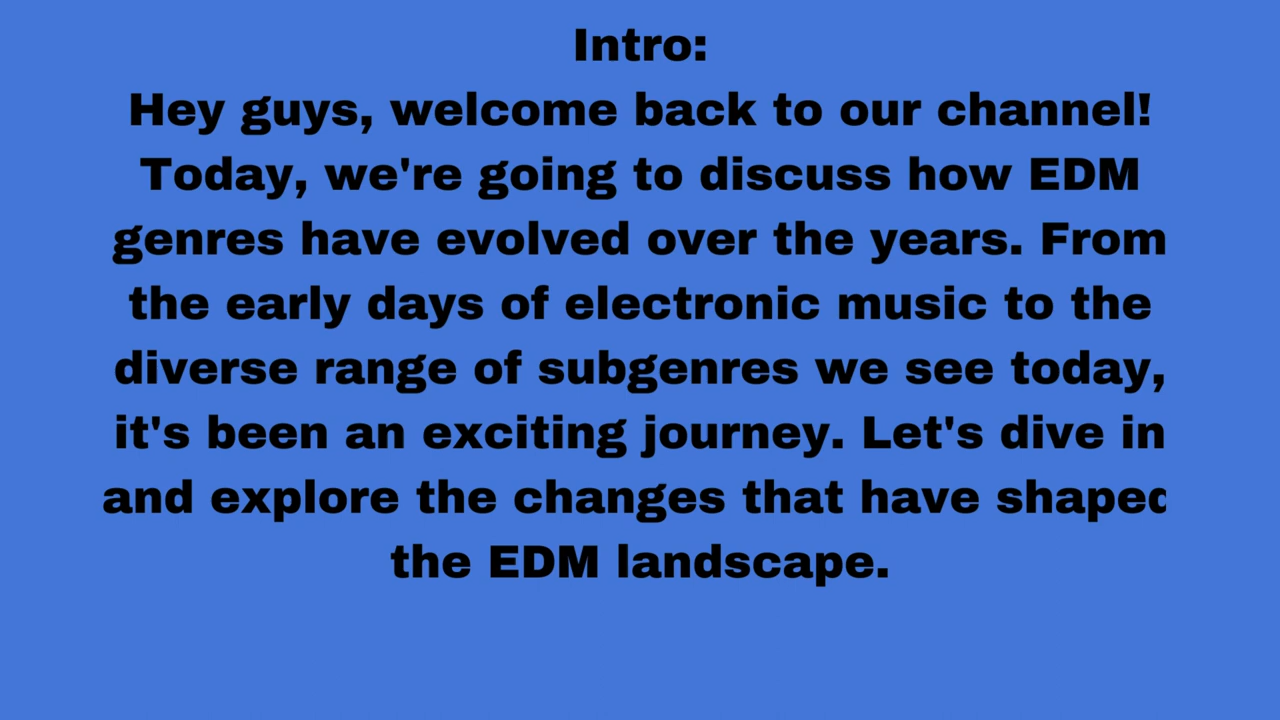 Intro:
Hey guys, welcome back to our channel!
Today, we're going to discuss how EDM
genres have evolved over the years. From
the early days of electronic music to the
diverse range of subgenres we see today,
it's been an exciting journey. Let's dive in
and explore the changes that have shaped
the EDM landscape.